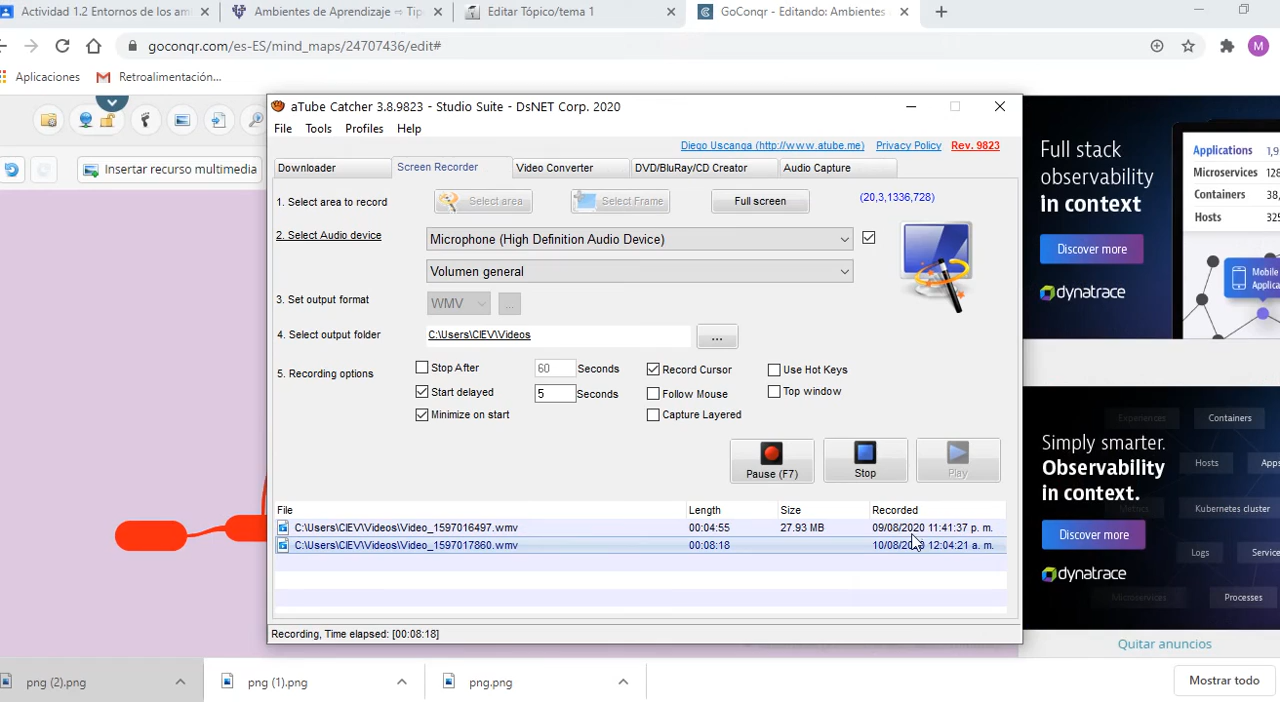 Actividad 1.2 Entornos de los am
Ambientes de Aprendizaje ⇨ Tip
Editar Tópico/tema 1
GoConqr - Editando: Ambientes
goconqr.com/es-ES/mind_maps/24707436/edit#
M
Aplicaciones
Retroalimentación...
Insertar recurso multimedia
aTube Catcher 3.8.9823 - Studio Suite - DsNET Corp. 2020
File Tools Profiles Help
Diego Uscanga (http://www.atube.me) Privacy Policy Rev. 9823
Downloader Screen Recorder Video Converter DVD/BluRay/CD Creator Audio Capture
1. Select area to record Select area Select Frame Full screen (20,3,1336,728)
2. Select Audio device Microphone (High Definition Audio Device)
Volumen general
3. Set output format WMV ...
4. Select output folder C:\Users\CIEV\Videos ...
5. Recording options
Stop After 60 Seconds Record Cursor Use Hot Keys
Start delayed 5 Seconds Follow Mouse Top window
Minimize on start Capture Layered
Pause (F7) Stop Play
File Length Size Recorded
C:\Users\CIEV\Videos\Video_1597016497.wmv 00:04:55 27.93 MB 09/08/2020 11:41:37 p. m.
C:\Users\CIEV\Videos\Video_1597017860.wmv 00:08:18 12:04:21 a. m.
Recording, Time elapsed: [00:08:18]
Full stack
observability
in context
Discover more
dynatrace
Applications
Microservices 128
Containers 38,
Hosts
Mobile
Applica
Simply smarter.
Observability
in context.
Discover more
dynatrace
Experiences Containers
Hosts Apps
Metrics Kubernetes cluster
Logs Service
Microservices Processes
Quitar anuncios
png (2).png
png (1).png
png.png
Mostrar todo